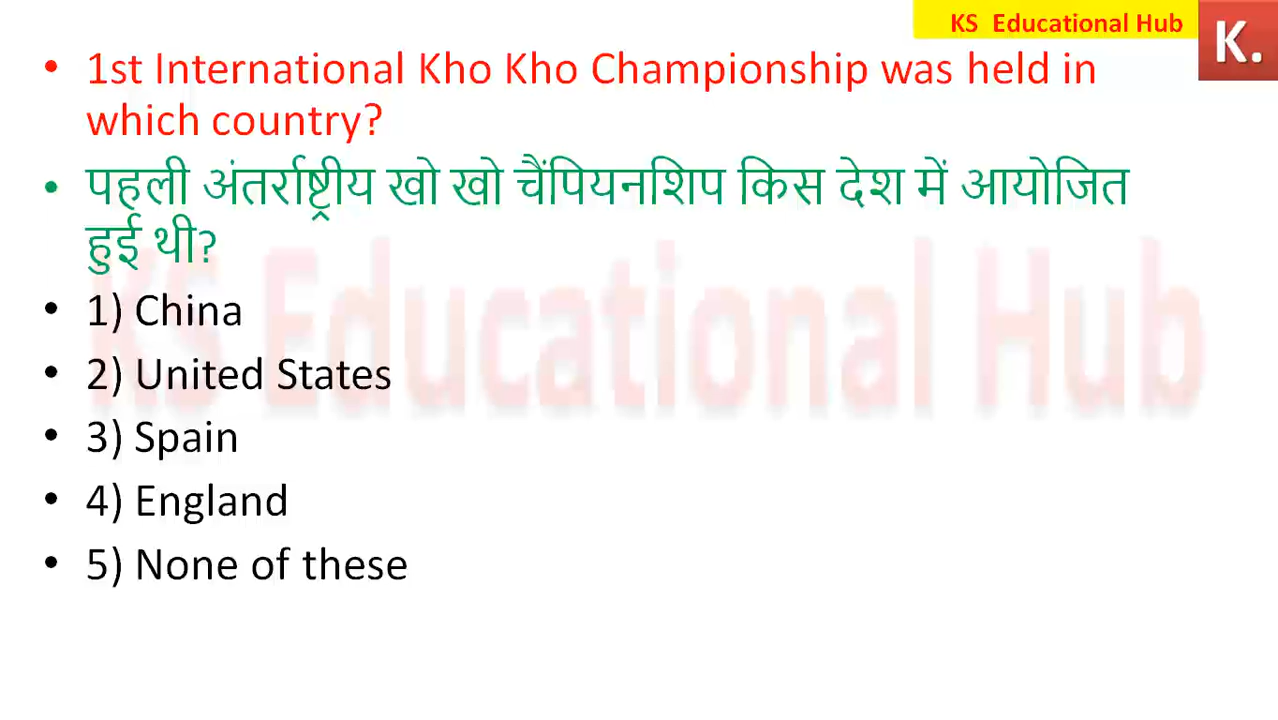 KS Educational Hub
K.
• 1st International Kho Kho Championship was held in
which country?
• पहली अंतर्राष्ट्रीय खो खो चैंपियनशिप किस देश में आयोजित
हुई थी?
• 1) China
• 2) United States
• 3) Spain
• 4) England
• 5) None of these
KS Educational Hub